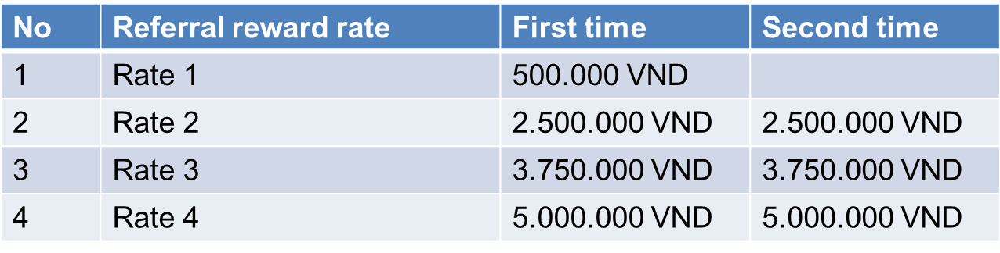 No Referral reward rate First time Second time
1 Rate 1 500.000 VND
2 Rate 2 2.500.000 VND 2.500.000 VND
3 Rate 3 3.750.000 VND 3.750.000 VND
4 Rate 4 5.000.000 VND 5.000.000 VND